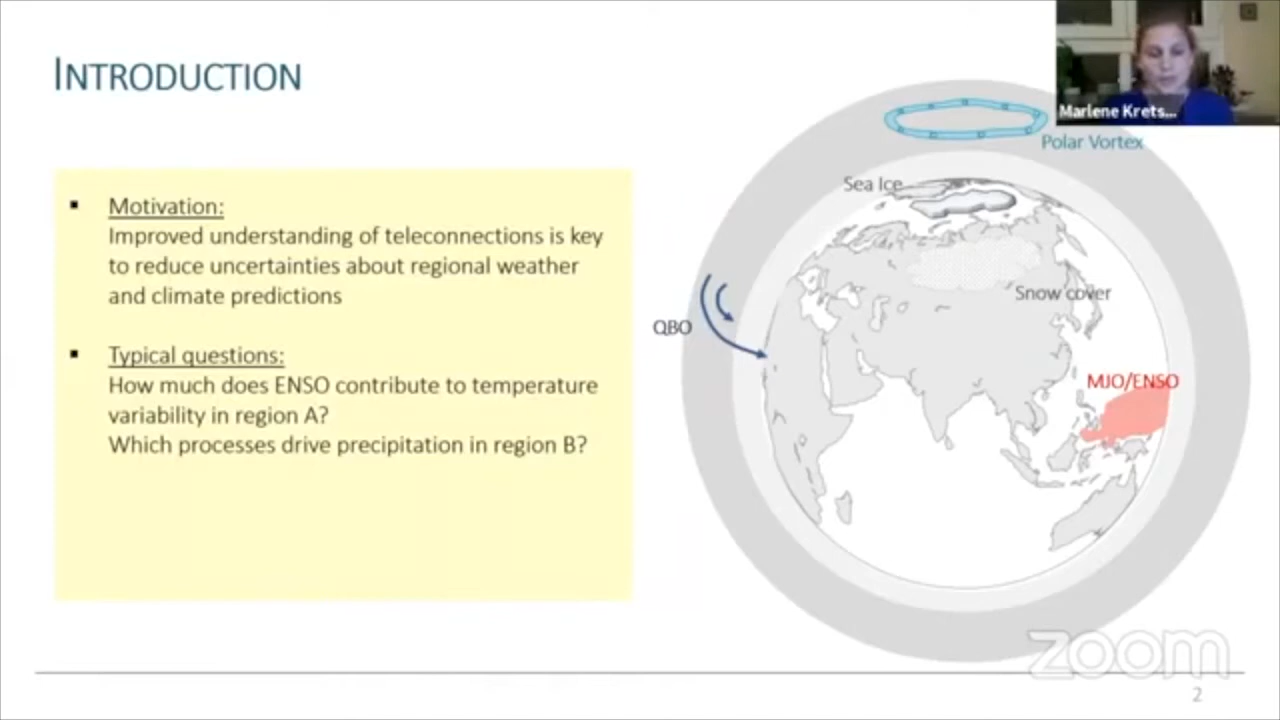 INTRODUCTION
Marlene Krets...
Polar Vortex
Sea Ice
▪ Motivation:
Improved understanding of teleconnections is key
to reduce uncertainties about regional weather
and climate predictions
Snow cover
QBO
▪ Typical questions:
How much does ENSO contribute to temperature
variability in region A?
Which processes drive precipitation in region B?
MJO/ENSO
zoom
2